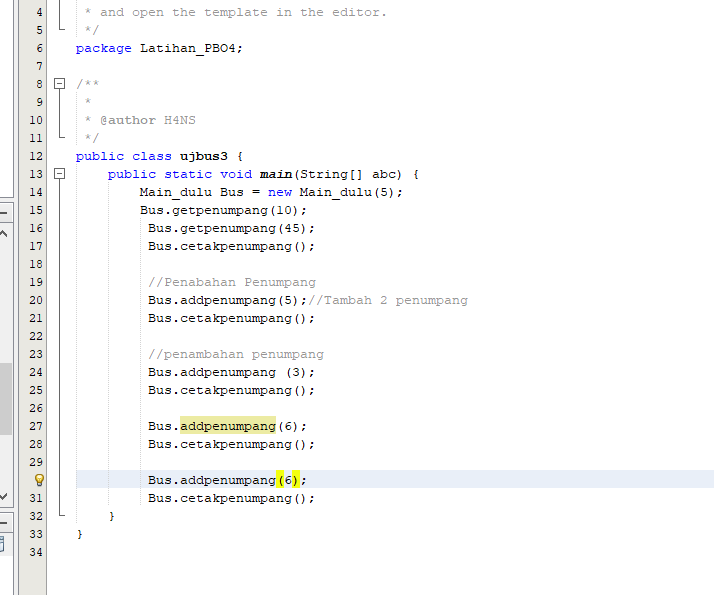 4 * and open the template in the editor.
5 */
6 package Latihan_PBO4;
7
8 /**
9 *
10 * @author H4NS
11 */
12 public class ujbus3 {
13 public static void main(String[] abc) {
14 Main_dulu Bus = new Main_dulu(5);
15 Bus.getpenumpang(10);
16 Bus.getpenumpang(45);
17 Bus.cetakpenumpang();
18
19 //Penabahan Penumpang
20 Bus.addpenumpang(5);//Tambah 2 penumpang
21 Bus.cetakpenumpang();
22
23 //penambahan penumpang
24 Bus.addpenumpang (3);
25 Bus.cetakpenumpang();
26
27 Bus.addpenumpang(6);
28 Bus.cetakpenumpang();
29
Bus.addpenumpang(6);
31 Bus.cetakpenumpang();
32 }
33 }
34